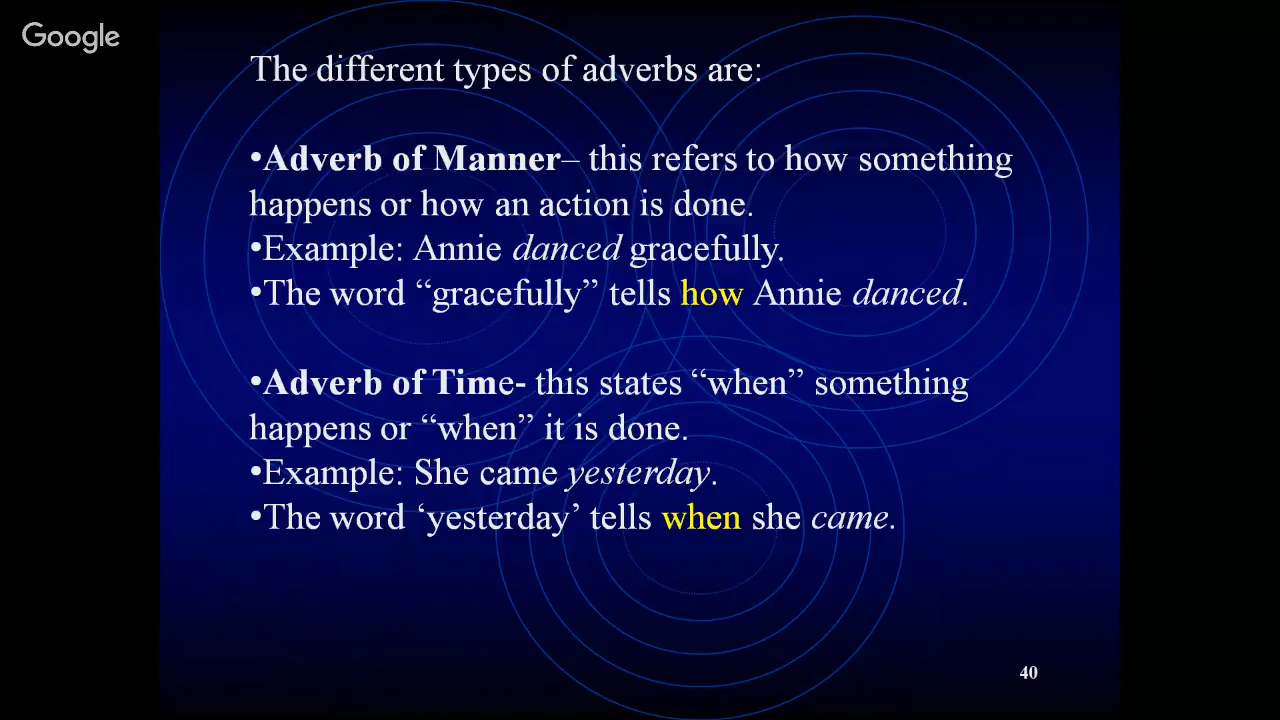 Google
The different types of adverbs are:
•Adverb of Manner– this refers to how something
happens or how an action is done.
•Example: Annie danced gracefully.
•The word “gracefully” tells how Annie danced.
•Adverb of Time- this states “when” something
happens or “when” it is done.
•Example: She came yesterday.
•The word ‘yesterday’ tells when she came.
40